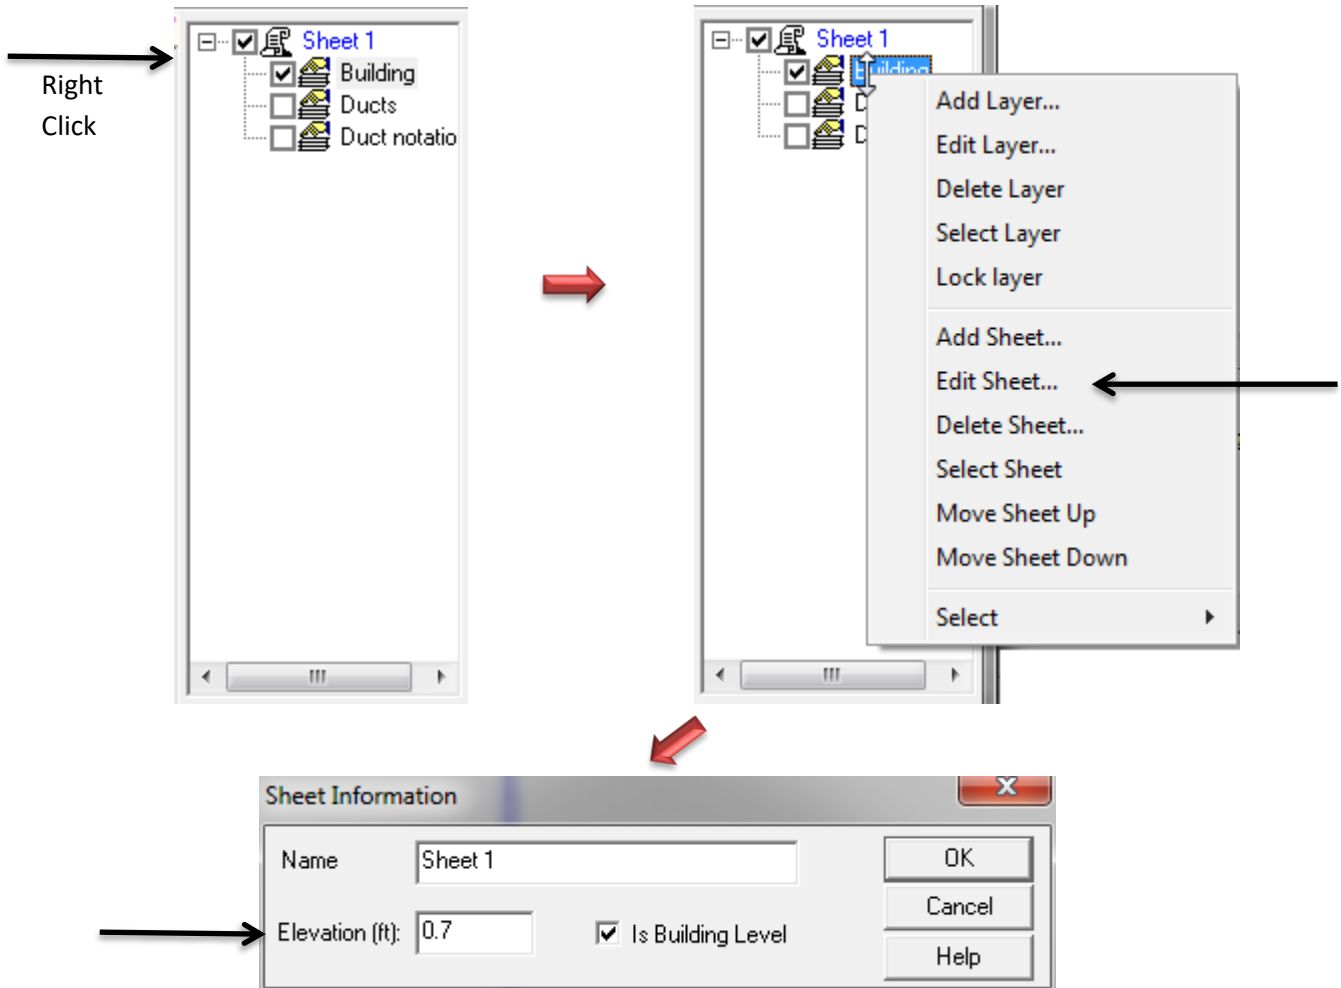 Right
Click
Sheet 1
Building
Ducts
Duct notatio
Sheet 1
Building
D
D
Add Layer...
Edit Layer...
Delete Layer
Select Layer
Lock layer
Add Sheet...
Edit Sheet...
Delete Sheet...
Select Sheet
Move Sheet Up
Move Sheet Down
Select
Sheet Information
Name
Sheet 1
OK
Cancel
Elevation (ft):
0.7
Is Building Level
Help